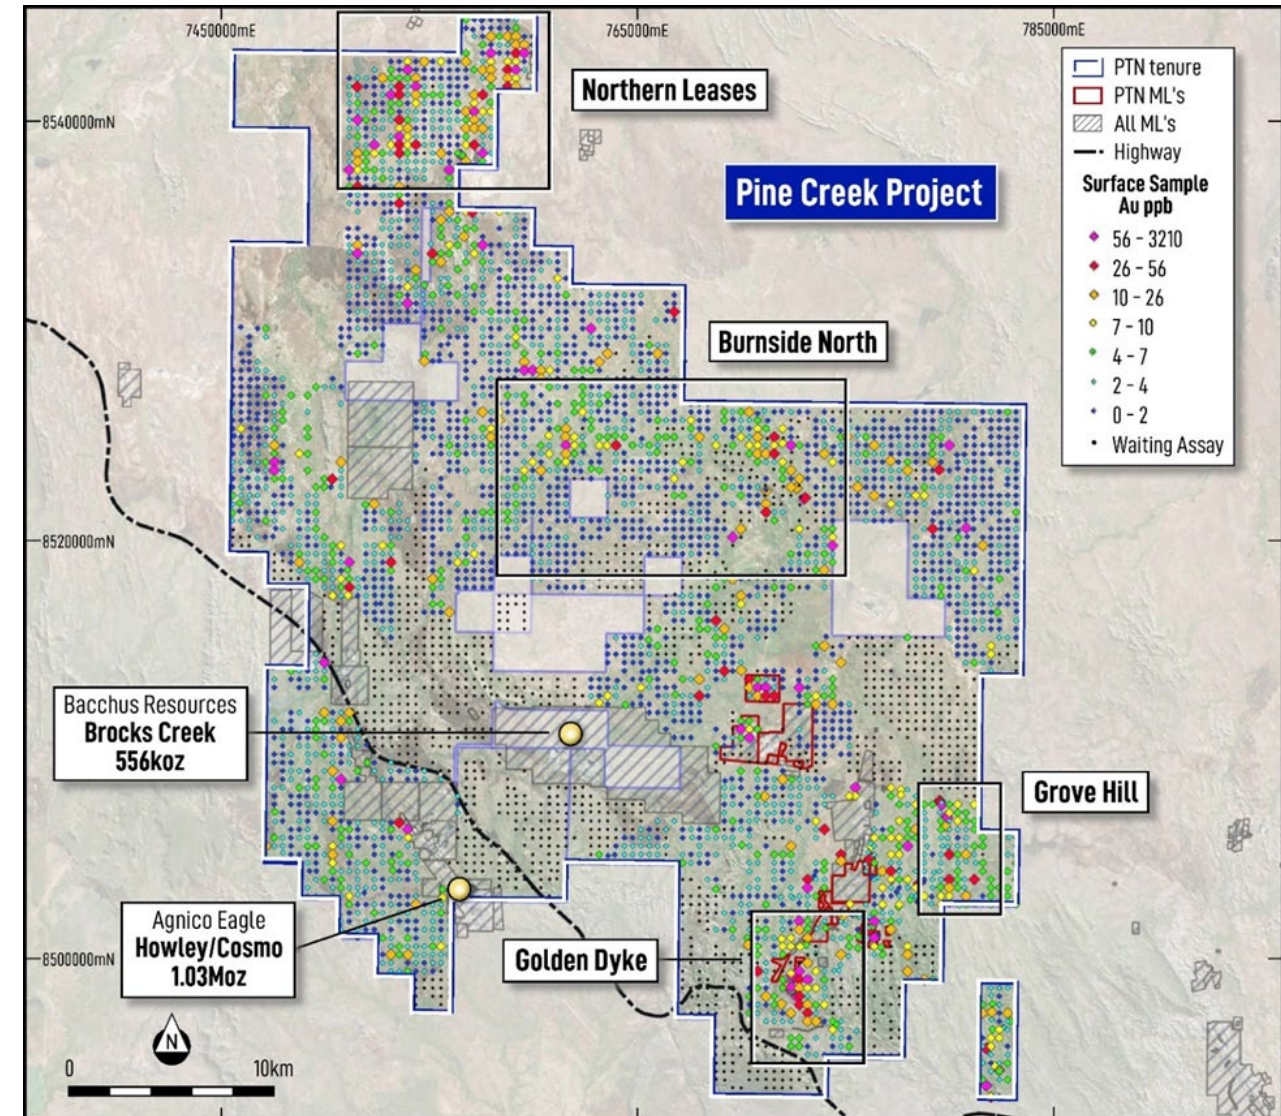 7450000mE
765000mE
785000mE
8540000mN
8520000mN
8500000mN
Northern Leases
Pine Creek Project
PTN tenure
PTN ML's
All ML's
Highway
Surface Sample
Au ppb
56 - 3210
26 - 56
10 - 26
7 - 10
4 - 7
2 - 4
0 - 2
Waiting Assay
Burnside North
Bacchus Resources
Brocks Creek
556koz
Grove Hill
Agnico Eagle
Howley/Cosmo
1.03Moz
Golden Dyke
N
0
10km